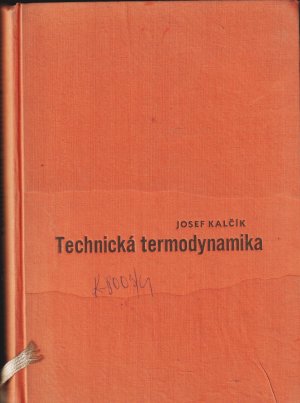 JOSEF KALČÍK
Technická termodynamika